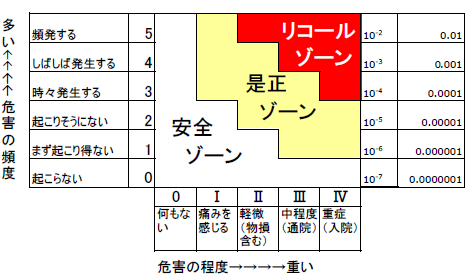 多い↑↑↑↑危害の頻度
頻発する 5 10-2 0.01
しばしば発生する 4 10-3 0.001
時々発生する 3 10-4 0.0001
起こりそうにない 2 10-5 0.00001
まず起こり得ない 1 10-6 0.000001
起こらない 0 10-7 0.0000001
リコール
ゾーン
是正
ゾーン
安全
ゾーン
0 Ⅰ Ⅱ Ⅲ Ⅳ
何もな 痛みを 軽微 中程度 重症
い 感じる (物損 (通院) (入院)
含む)
危害の程度→→→→重い